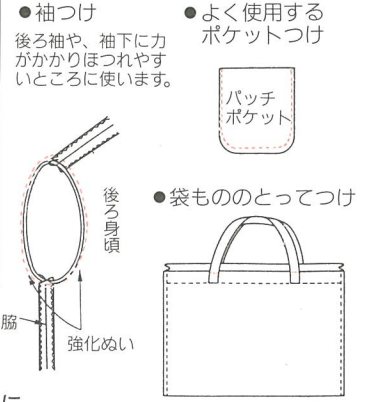 ●袖つけ
後ろ袖や、袖下に力
がかかりほつれやす
いところに使います。
後ろ身頃
脇
強化ぬい
●よく使用する
ポケットつけ
パッチ
ポケット
●袋もののとってつけ
に